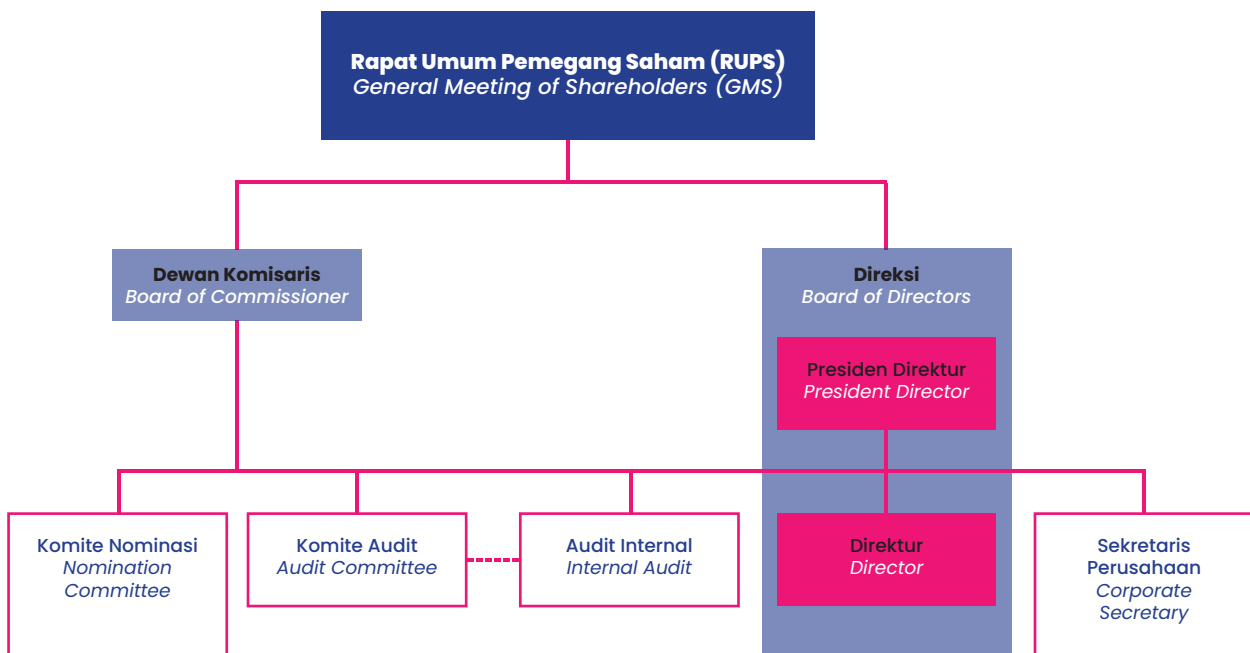 Rapat Umum Pemegang Saham (RUPS)
General Meeting of Shareholders (GMS)
Dewan Komisaris
Board of Commissioner
Direksi
Board of Directors
Presiden Direktur
President Director
Komite Nominasi
Nomination
Committee
Komite Audit
Audit Committee
Audit Internal
Internal Audit
Direktur
Director
Sekretaris
Perusahaan
Corporate
Secretary